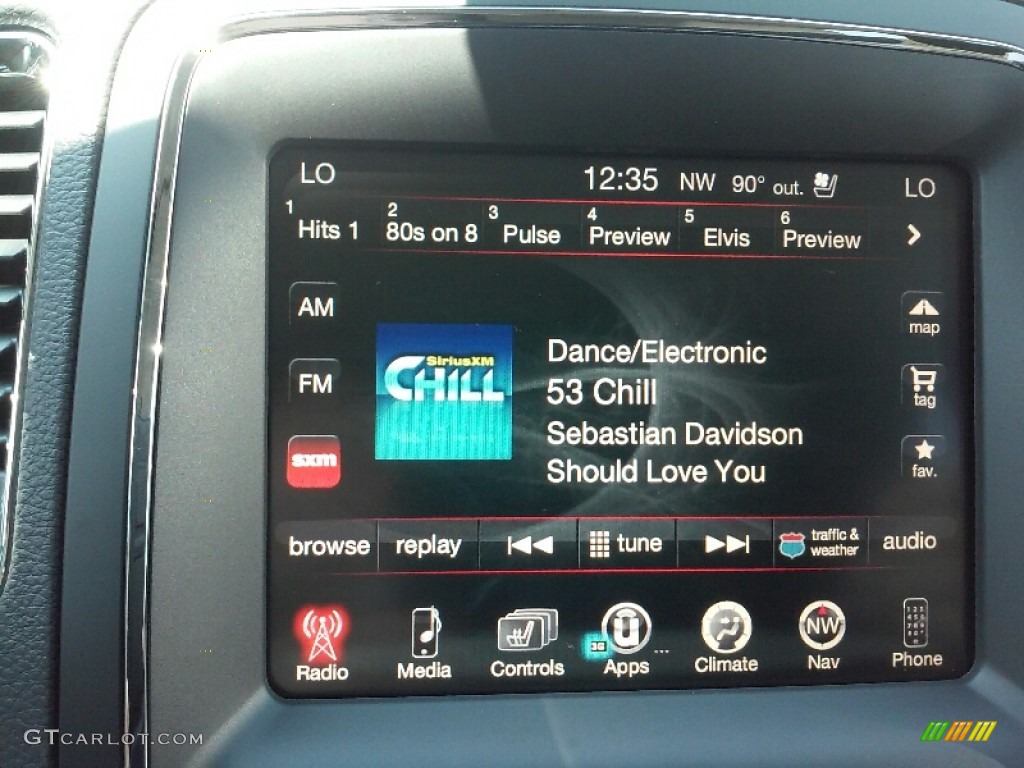 LO 12:35 NW 90° out. LO
1 Hits 1 2 80s on 8 3 Pulse 4 Preview 5 Elvis 6 Preview >
AM
map
Dance/Electronic
SiriusXM
CHILL
FM
53 Chill
tag
Sebastian Davidson
sxm
Should Love You
fav.
browse replay tune traffic & weather audio
3G NW
Radio Media Controls Apps ... Climate Nav Phone
GTCARLOT.COM